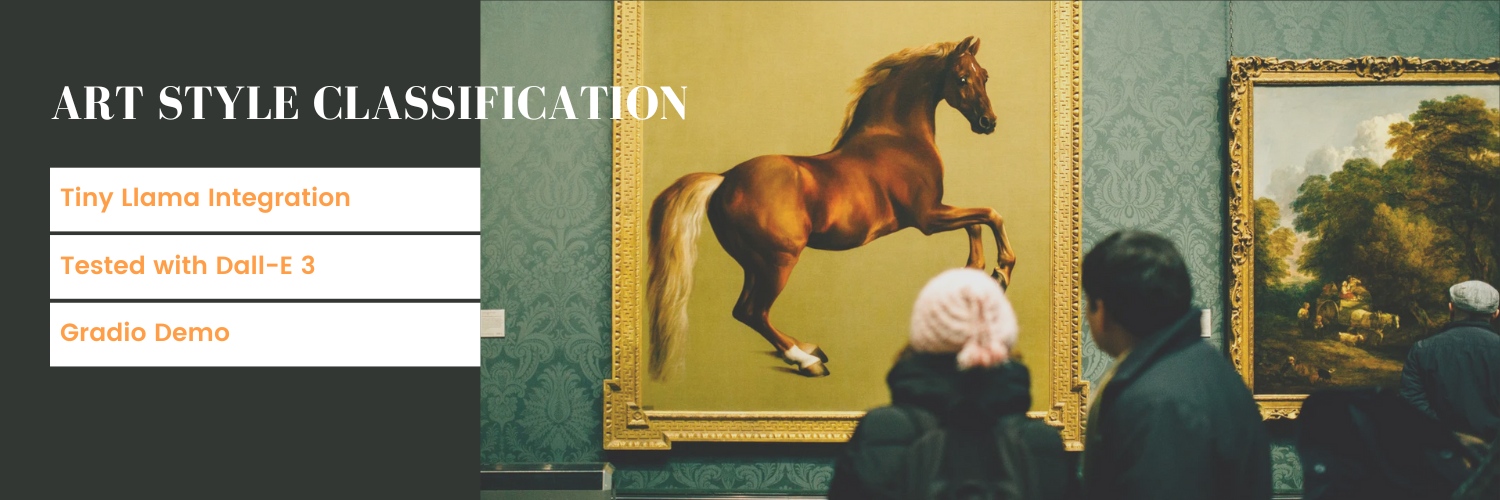 ART STYLE CLASSIFICATION
Tiny Llama Integration
Tested with Dall-E 3
Gradio Demo